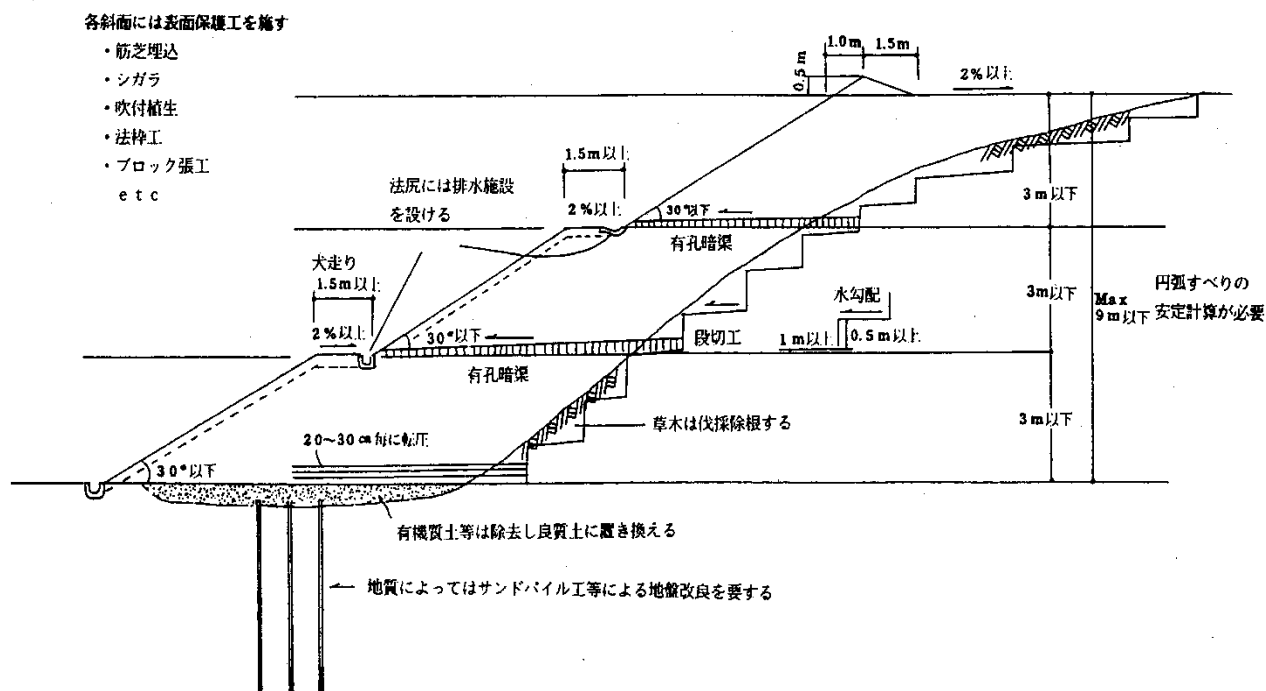 各斜面には表面保護工を施す
・筋芝埋込
・シガラ
・吹付植生
・法枠工
・ブロック張工
etc
1.0m
1.5m
0.5m
2%以上
1.5m以上
法尻には排水施設
を設ける
2%以上
30°以下
3m以下
有孔暗渠
犬走り
1.5m以上
水勾配
3m以下
Max
9m以下
円弧すべりの
安定計算が必要
2%以上
30°以下
段切工
1m以上
0.5m以上
有孔暗渠
草木は伐採除根する
3m以下
20〜30㎝毎に転圧
30°以下
有機質土等は除去し良質土に置き換える
地質によってはサンドパイル工等による地盤改良を要する